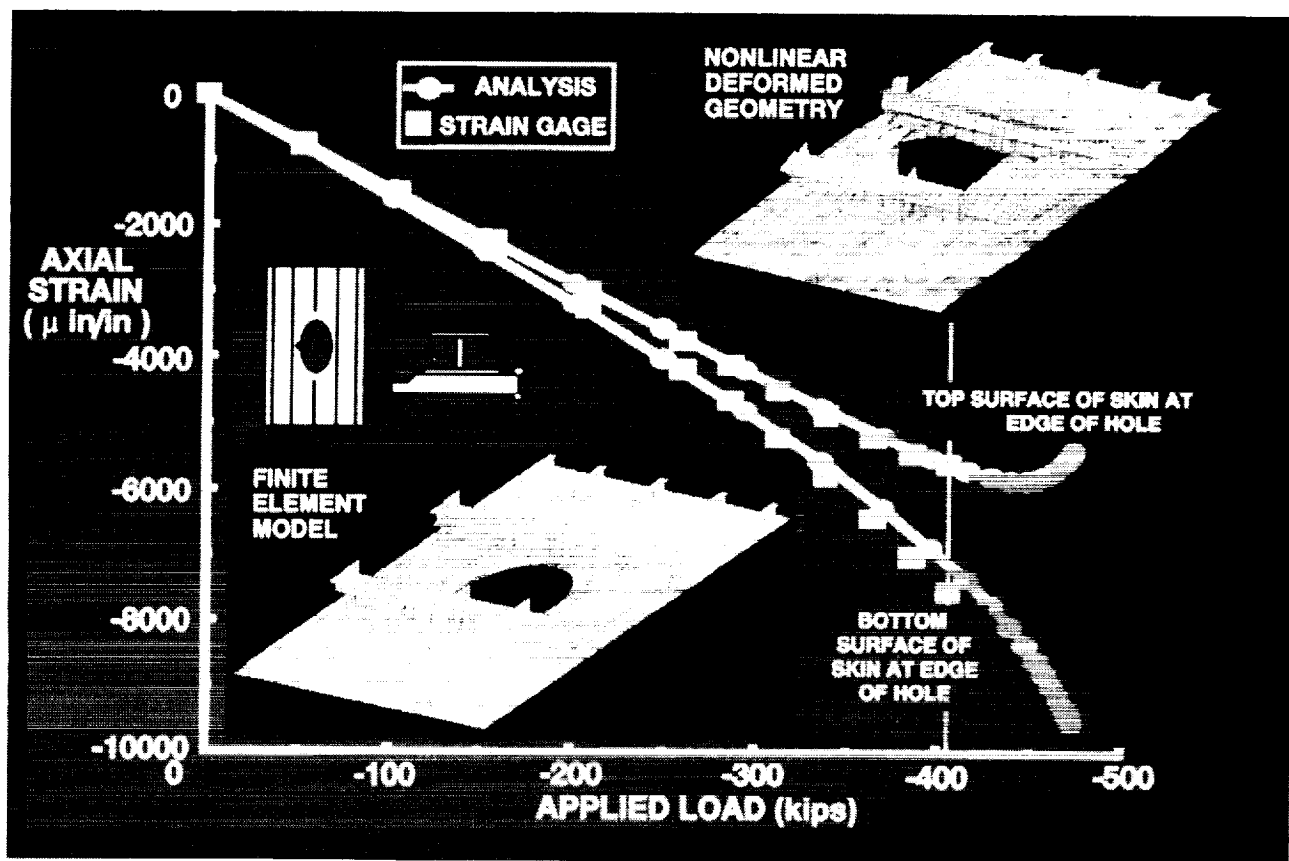 NONLINEAR
DEFORMED
GEOMETRY
ANALYSIS
STRAIN GAGE
0
-2000
AXIAL
STRAIN
( μ in/in )
-4000
TOP SURFACE OF SKIN AT
EDGE OF HOLE
-6000
FINITE
ELEMENT
MODEL
-8000
BOTTOM
SURFACE OF
SKIN AT EDGE
OF HOLE
-10000
0 -100 -200 -300 -400 -500
APPLIED LOAD (kips)